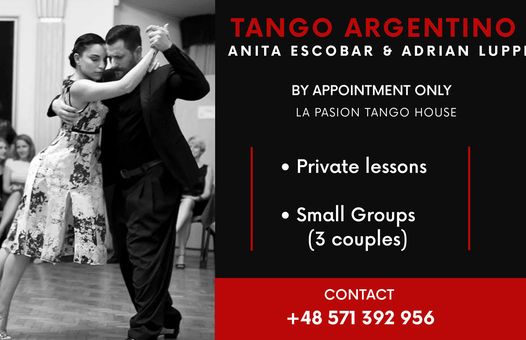 TANGO ARGENTINO
ANITA ESCOBAR & ADRIAN LUPPI
BY APPOINTMENT ONLY
LA PASION TANGO HOUSE
• Private lessons
• Small Groups
(3 couples)
CONTACT
+48 571 392 956